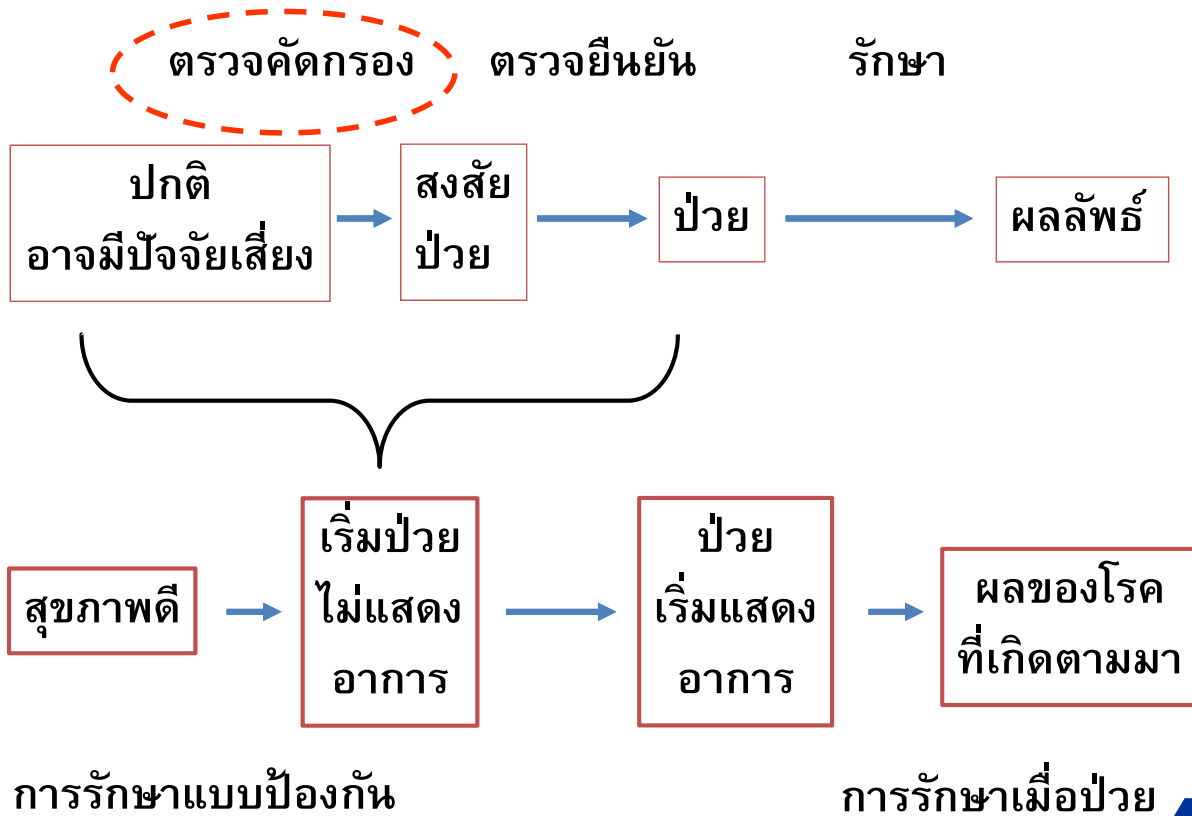 ตรวจคัดกรอง ตรวจยืนยัน รักษา
ปกติ
อาจมีปัจจัยเสี่ยง
สงสัย
ป่วย
ป่วย
ผลลัพธ์
สุขภาพดี
เริ่มป่วย
ไม่แสดง
อาการ
ป่วย
เริ่มแสดง
อาการ
ผลของโรค
ที่เกิดตามมา
การรักษาแบบป้องกัน การรักษาเมื่อป่วย